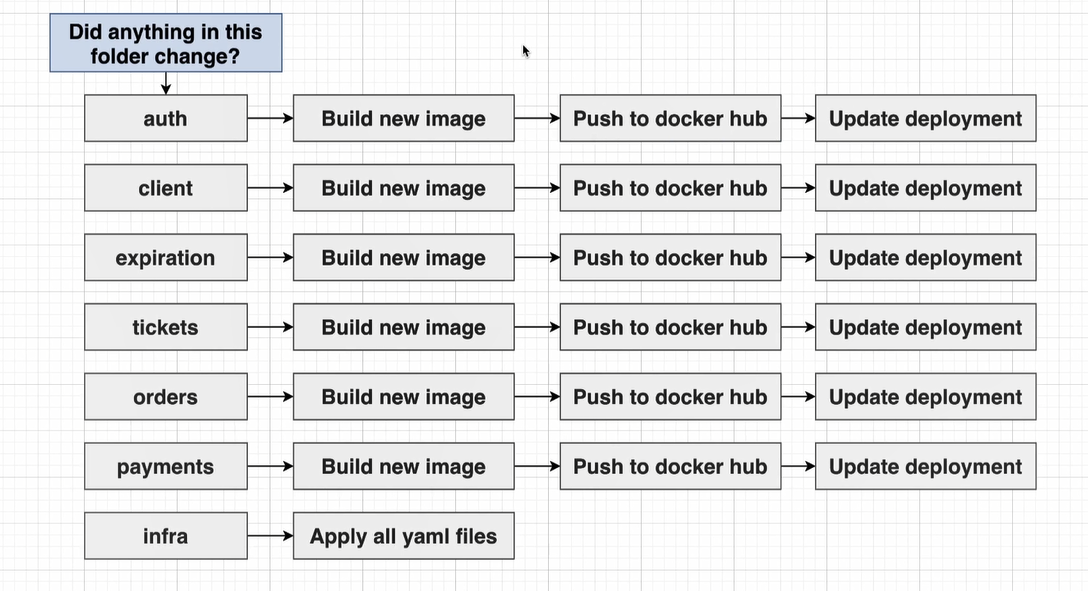 Did anything in this
folder change?
auth
Build new image
Push to docker hub
Update deployment
client
Build new image
Push to docker hub
Update deployment
expiration
Build new image
Push to docker hub
Update deployment
tickets
Build new image
Push to docker hub
Update deployment
orders
Build new image
Push to docker hub
Update deployment
payments
Build new image
Push to docker hub
Update deployment
infra
Apply all yaml files